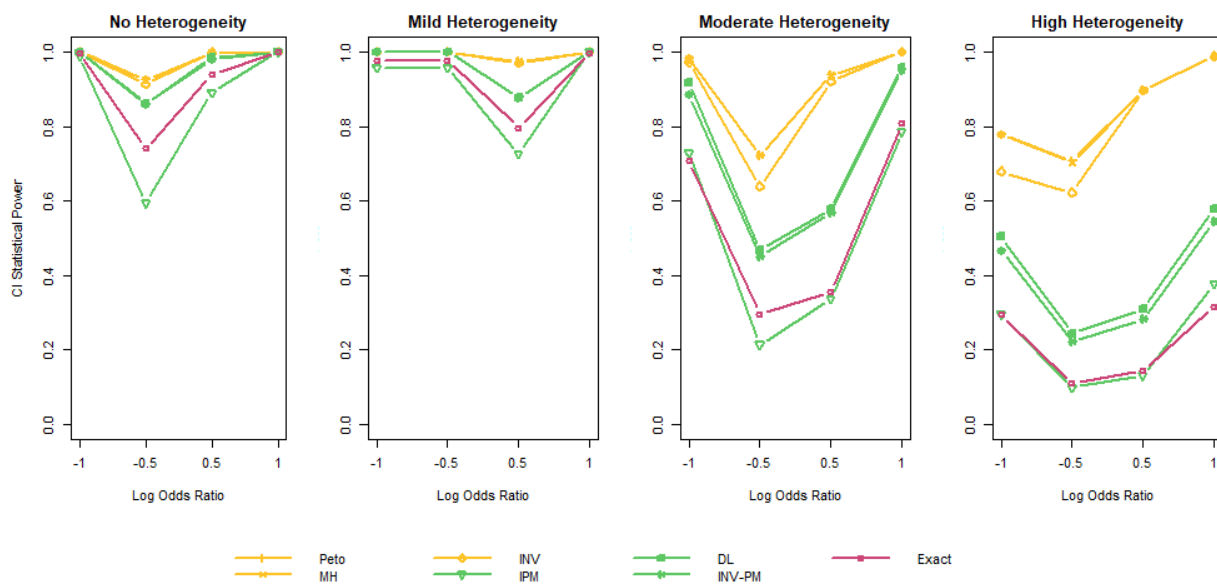 No Heterogeneity
Mild Heterogeneity
Moderate Heterogeneity
High Heterogeneity
CI Statistical Power
1.0
0.8
0.6
0.4
0.2
0.0
-1 -0.5 0.5 1
Log Odds Ratio
1.0
0.8
0.6
0.4
0.2
0.0
-1 -0.5 0.5 1
Log Odds Ratio
1.0
0.8
0.6
0.4
0.2
0.0
-1 -0.5 0.5 1
Log Odds Ratio
1.0
0.8
0.6
0.4
0.2
0.0
-1 -0.5 0.5 1
Log Odds Ratio
Peto INV DL Exact
MH IPM INV-PM